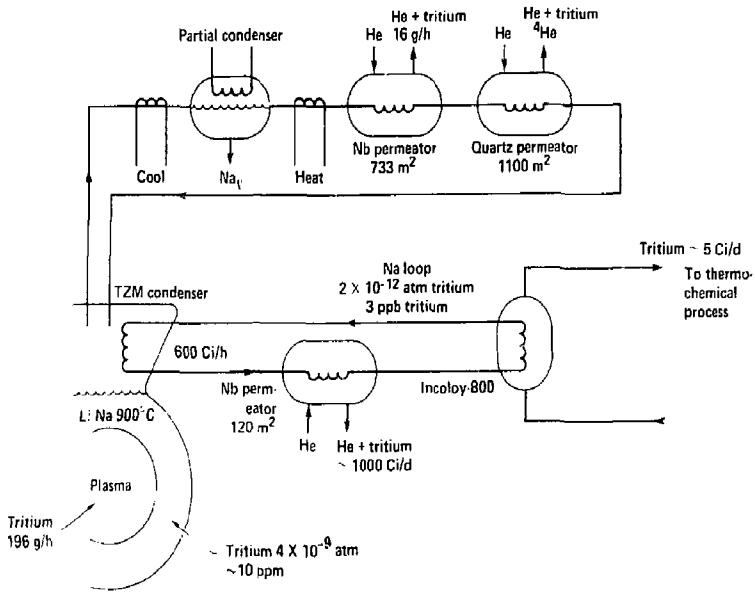 Partial condenser
He
He + tritium
16 g/h
He
He + tritium
⁴He
Cool
Naᵥ
Heat
Nb permeator
733 m²
Quartz permeator
1100 m²
TZM condenser
Na loop
2 X 10⁻¹² atm tritium
3 ppb tritium
Tritium ~ 5 Ci/d
To thermo-
chemical
process
600 Ci/h
Nb perm-
eator
120 m²
He
He + tritium
~ 1000 Ci/d
Incoloy-800
Li Na 900°C
Plasma
Tritium
196 g/h
~ Tritium 4 X 10⁻⁹ atm
~10 ppm